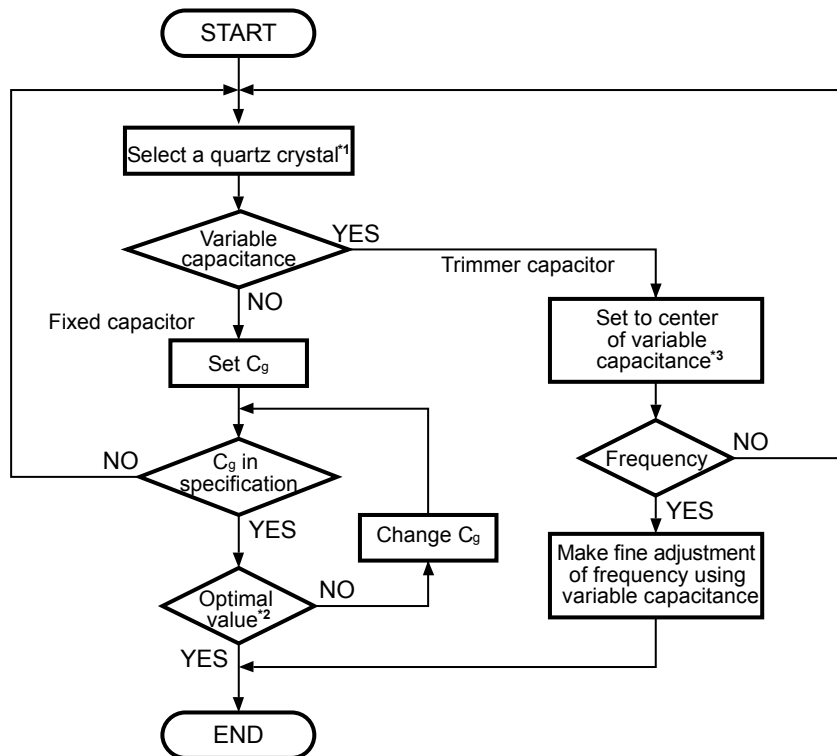 START
Select a quartz crystal*1
Variable
capacitance
YES
Trimmer capacitor
NO
Fixed capacitor
Set Cg
Set to center
of variable
capacitance*3
Cg in
specification
NO
YES
Change Cg
Frequency
NO
YES
Optimal
value*2
NO
YES
Make fine adjustment
of frequency using
variable capacitance
END